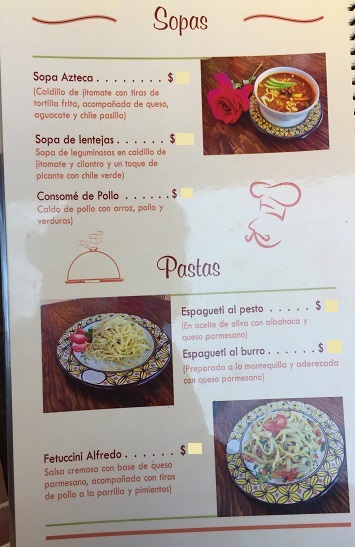 Sopas
Sopa Azteca . . . . . . . . . $
(Caldillo de jitomate con tiras de
tortilla frita, acompañada de queso,
aguacate y chile pasilla)
Sopa de lentejas . . . . . . . $
Sopa de leguminosas en caldillo de
jitomate y cilantro y un toque de
picante con chile verde)
Consomé de Pollo . . . . . . $
Caldo de pollo con arroz, pollo y
verduras)
Pastas
Espagueti al pesto . . . . . $
(En aceite de oliva con albahaca y
queso parmesano)
Espagueti al burro . . . . . . $
(Preparada a la mantequilla y aderezada
con queso parmesano)
Fetuccini Alfredo . . . . . . $
Salsa cremosa con base de queso
parmesano, acompañada con tiras
de pollo a la parrilla y pimientos)